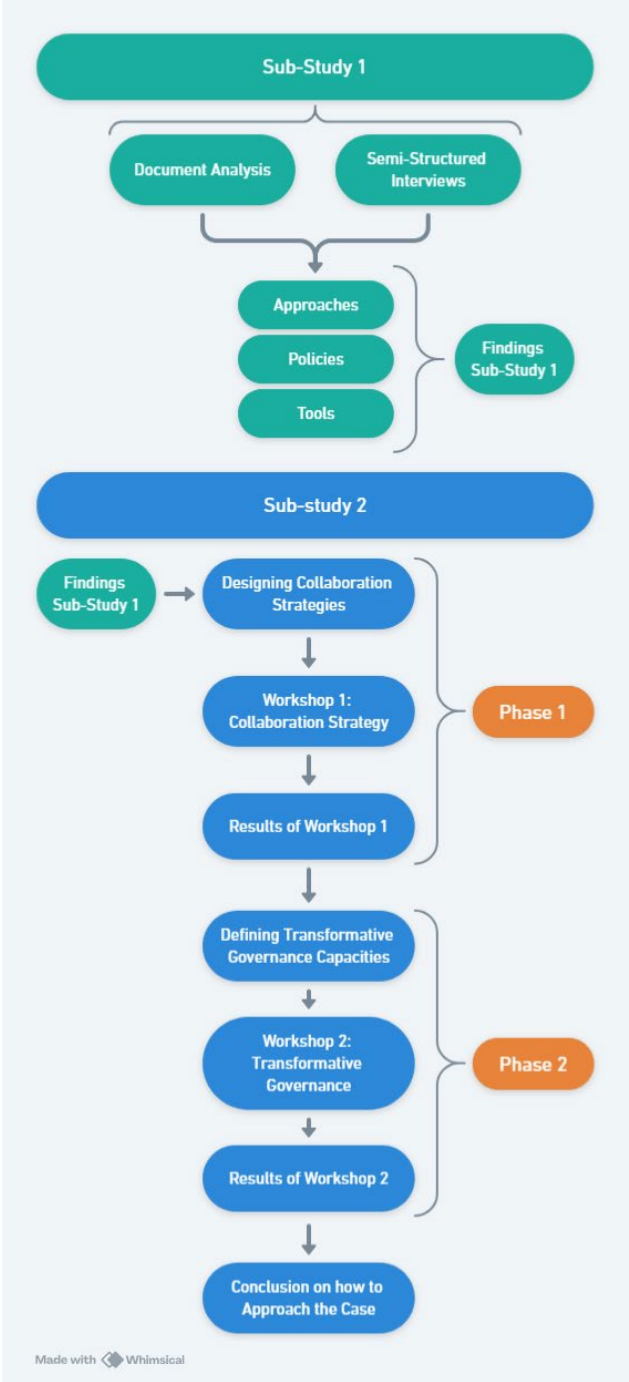 Sub-Study 1
Document Analysis
Semi-Structured
Interviews
Approaches
Policies
Tools
Findings
Sub-Study 1
Sub-study 2
Findings
Sub-Study 1
Designing Collaboration
Strategies
Workshop 1:
Collaboration Strategy
Results of Workshop 1
Phase 1
Defining Transformative
Governance Capacities
Workshop 2:
Transformative
Governance
Results of Workshop 2
Phase 2
Conclusion on how to
Approach the Case
Made with Whimsical